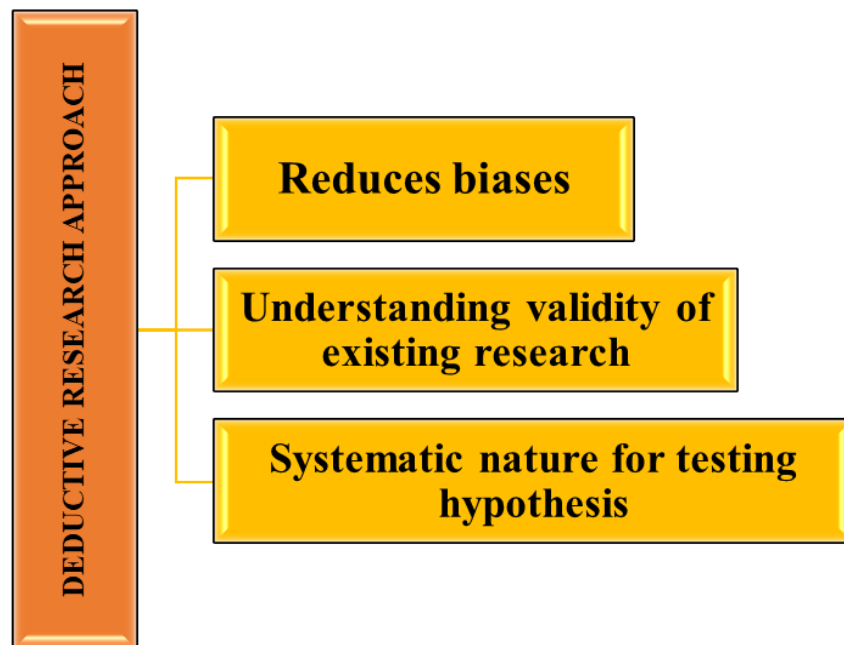 DEDUCTIVE RESEARCH APPROACH
Reduces biases
Understanding validity of
existing research
Systematic nature for testing
hypothesis